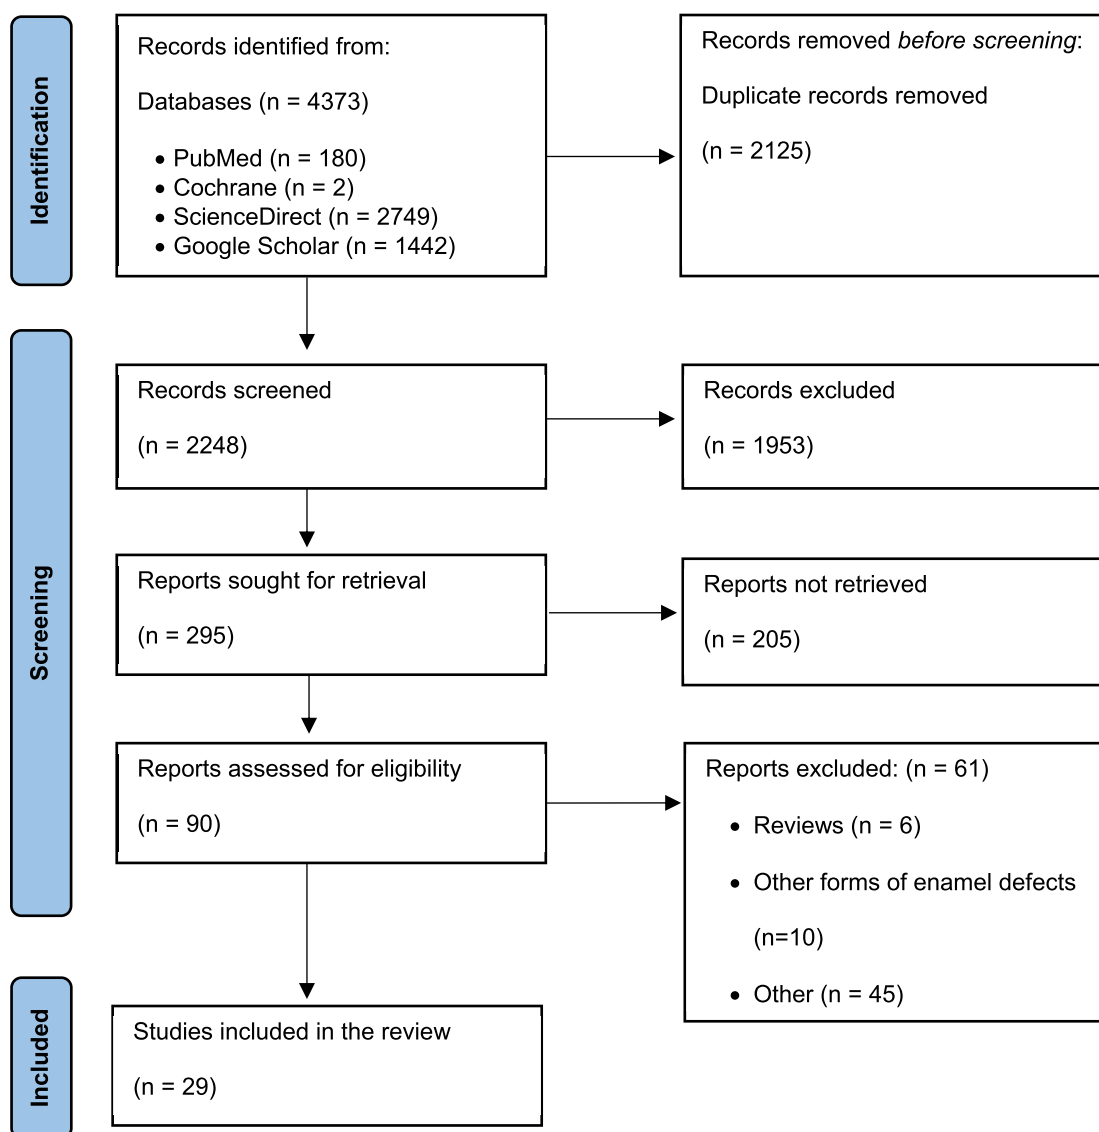 Identification
Records identified from:
Databases (n = 4373)
• PubMed (n = 180)
• Cochrane (n = 2)
• ScienceDirect (n = 2749)
• Google Scholar (n = 1442)
Records removed before screening:
Duplicate records removed
(n = 2125)
Screening
Records screened
(n = 2248)
Records excluded
(n = 1953)
Reports sought for retrieval
(n = 295)
Reports not retrieved
(n = 205)
Reports assessed for eligibility
(n = 90)
Reports excluded: (n = 61)
• Reviews (n = 6)
• Other forms of enamel defects
(n=10)
• Other (n = 45)
Included
Studies included in the review
(n = 29)